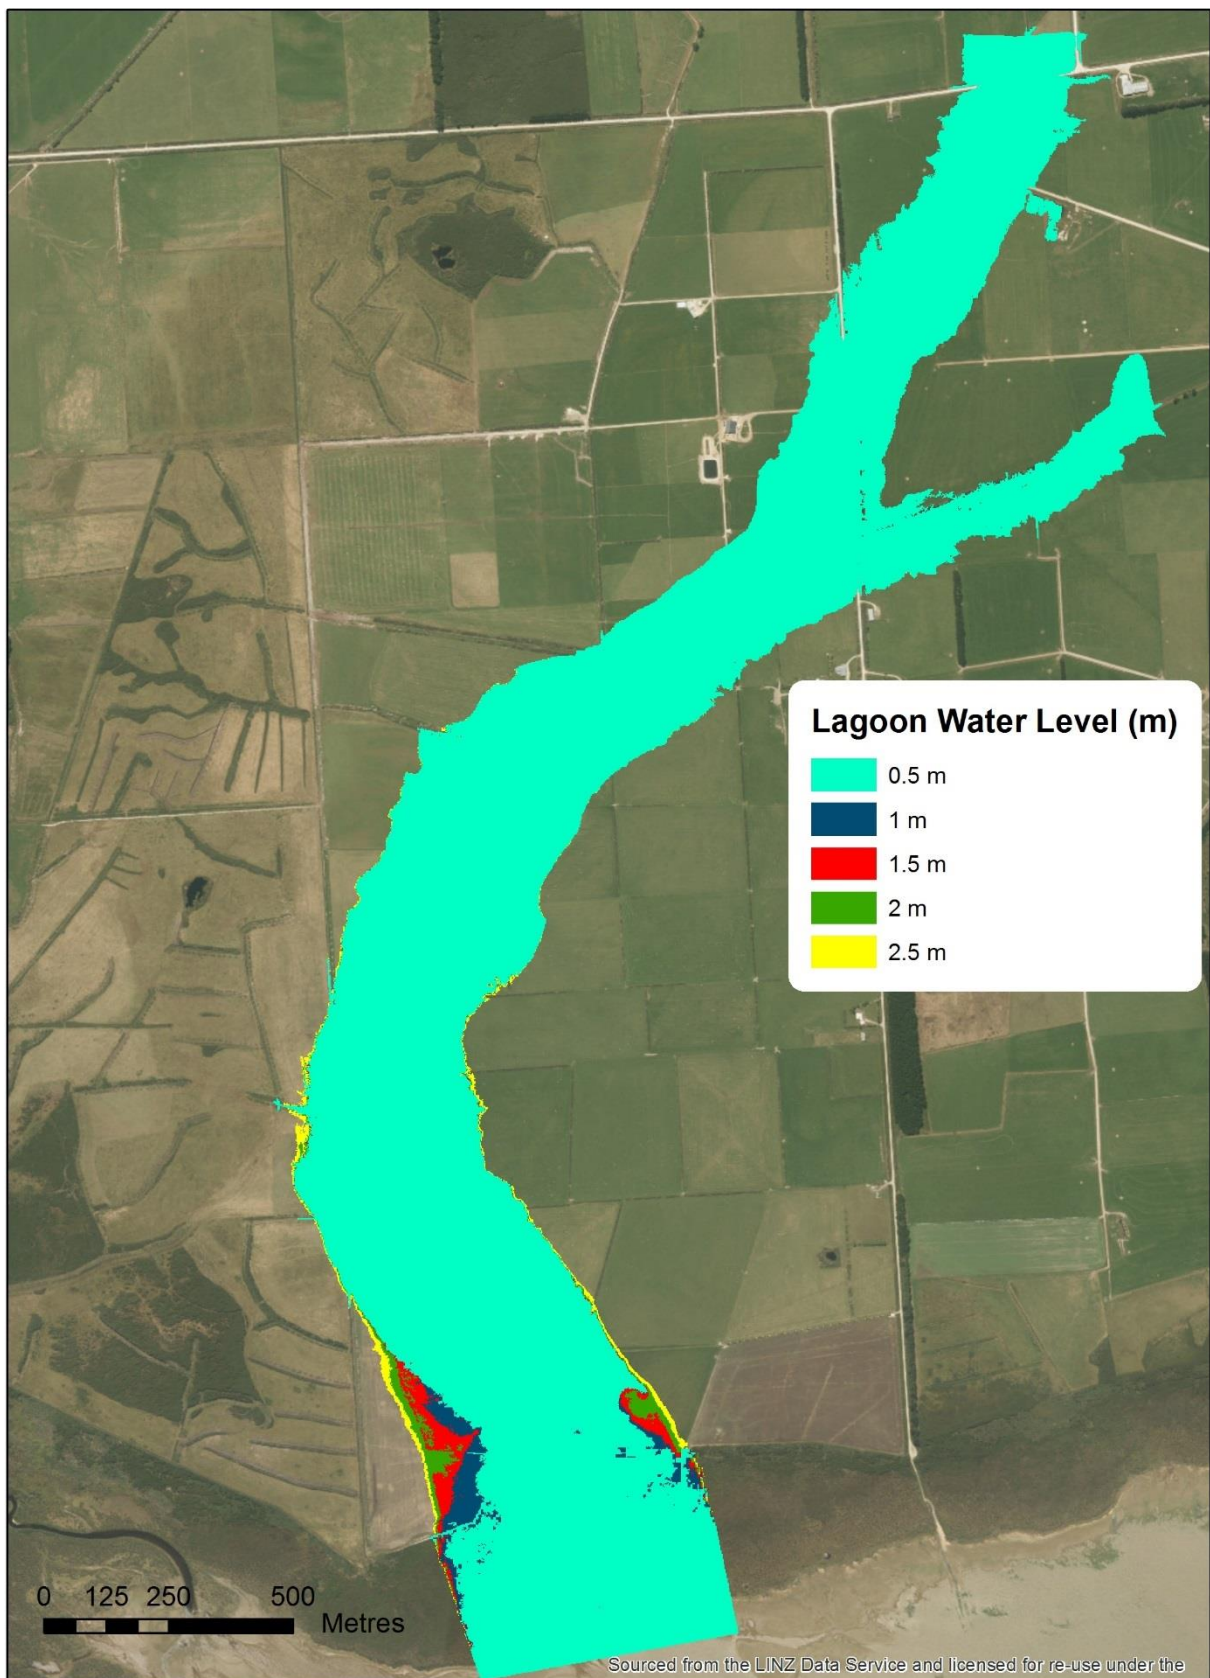 Lagoon Water Level (m)
0.5 m
1 m
1.5 m
2 m
2.5 m
0 125 250 500
Metres
Sourced from the LINZ Data Service and licensed for re-use under the